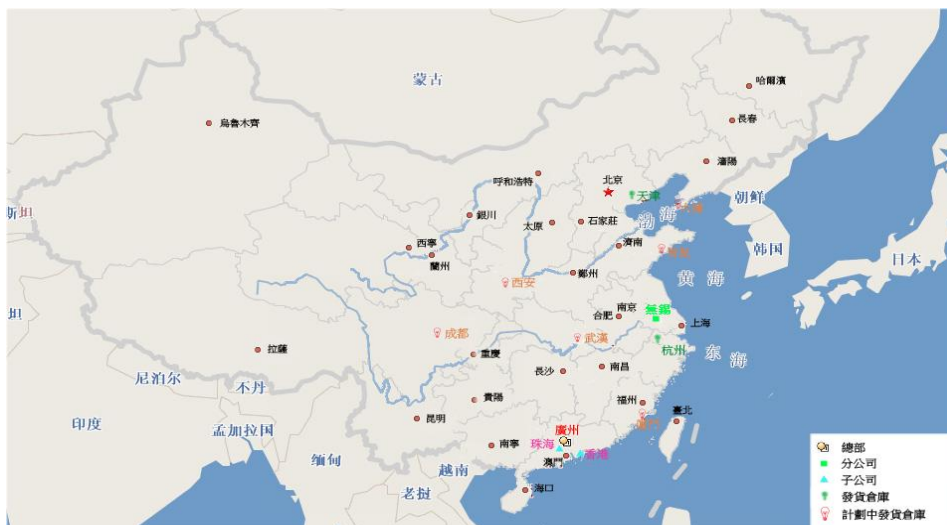 蒙古
哈爾濱
長春
烏魯木齊
瀋陽
呼和浩特
北京
天津
朝鲜
斯坦
銀川
太原
石家莊
渤海
韩国
日本
西寧
濟南
蘭州
鄭州
黄海
西安
南京
無錫
合肥
上海
坦
成都
武漢
杭州
东海
拉薩
重慶
長沙
南昌
尼泊尔
不丹
貴陽
福州
臺北
印度
孟加拉国
昆明
廣州
珠海
南寧
澳門
香港
缅甸
越南
老挝
海口
總部
分公司
子公司
發貨倉庫
計劃中發貨倉庫